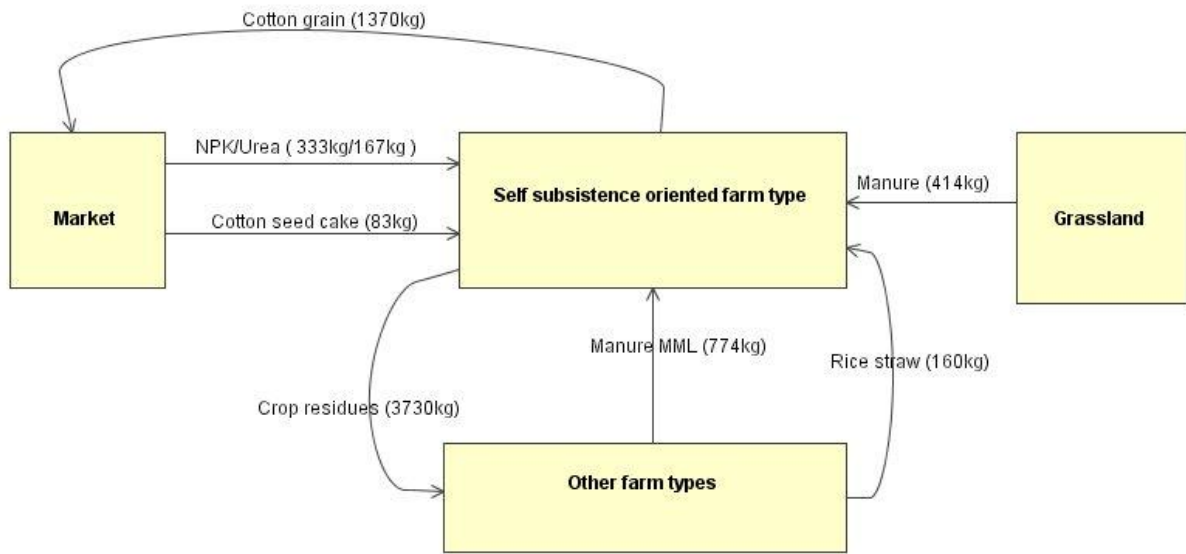 Cotton grain (1370kg)
NPK/Urea ( 333kg/167kg )
Self subsistence oriented farm type
Manure (414kg)
Market
Cotton seed cake (83kg)
Grassland
Manure MML (774kg)
Rice straw (160kg)
Crop residues (3730kg)
Other farm types